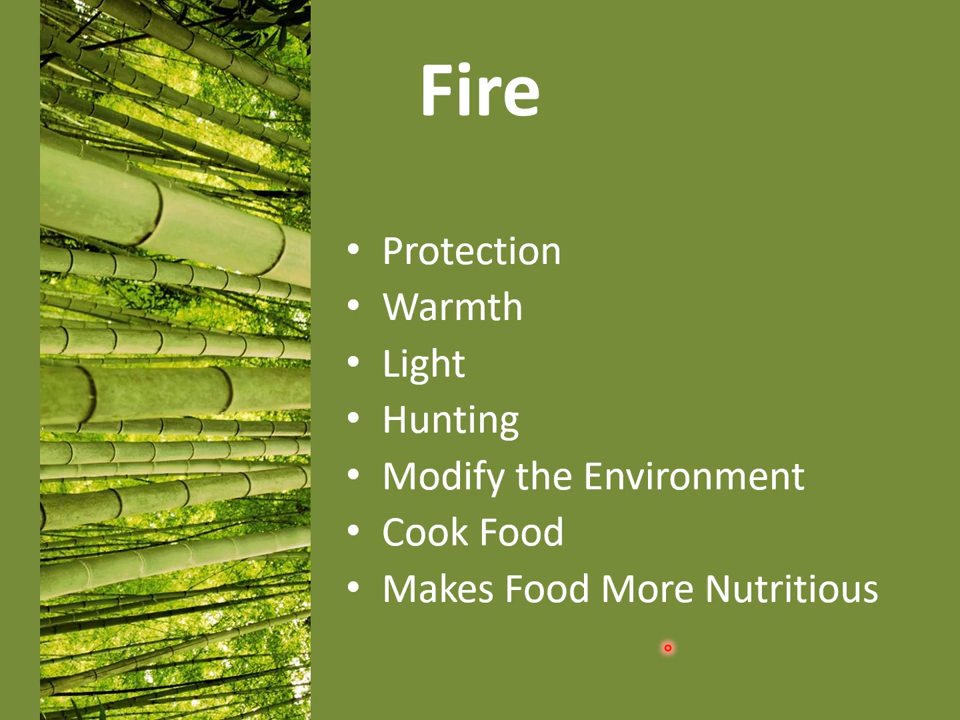 Fire
• Protection
• Warmth
• Light
• Hunting
• Modify the Environment
• Cook Food
• Makes Food More Nutritious